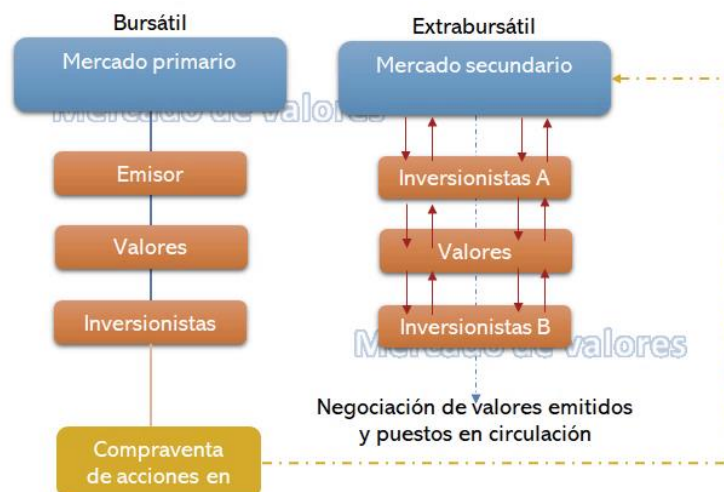 Bursátil
Mercado primario
Mercado de valores
Emisor
Valores
Inversionistas
Compraventa
de acciones en
Extrabursátil
Mercado secundario
Inversionistas A
Valores
Inversionistas B
Mercado de valores
Negociación de valores emitidos
y puestos en circulación